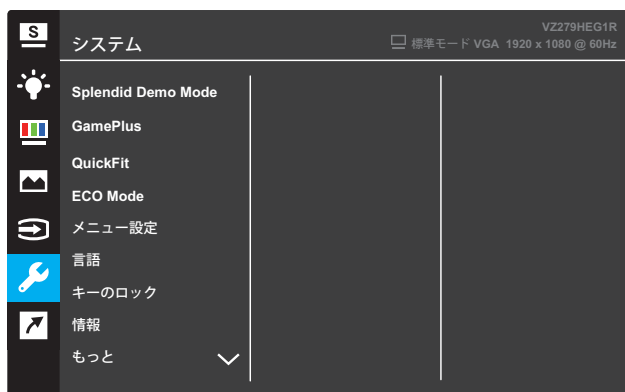 S
システム
VZ279HEG1R
標準モード VGA 1920 x 1080 @ 60Hz
Splendid Demo Mode
GamePlus
QuickFit
ECO Mode
メニュー設定
言語
キーのロック
情報
もっと